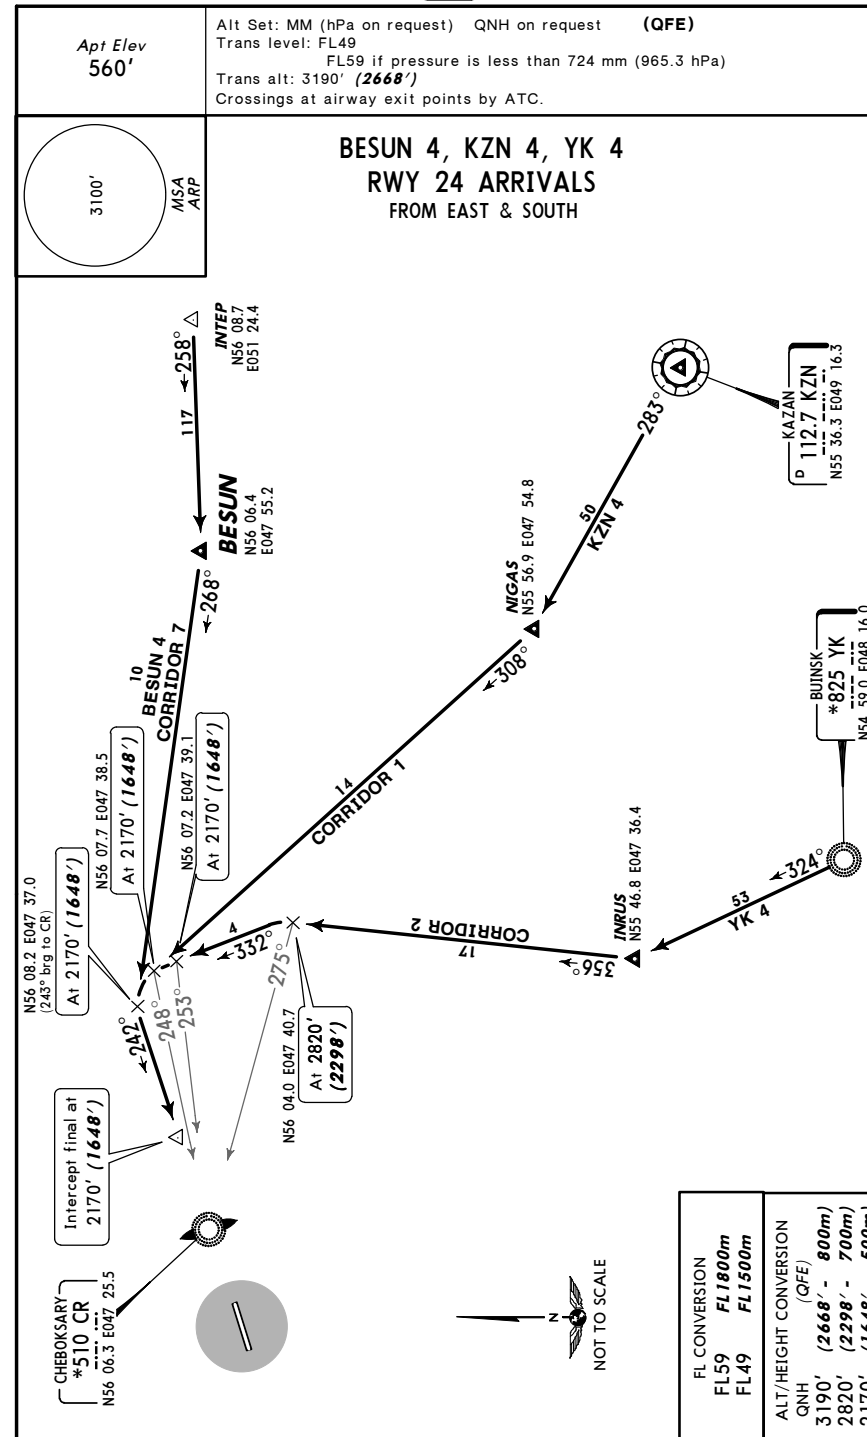 Apt Elev
560'
Alt Set: MM (hPa on request) QNH on request (QFE)
Trans level: FL49
FL59 if pressure is less than 724 mm (965.3 hPa)
Trans alt: 3190' (2668')
Crossings at airway exit points by ATC.
3100'
MSA
ARP
BESUN 4, KZN 4, YK 4
RWY 24 ARRIVALS
FROM EAST & SOUTH
INTEP
N56 08.7
E051 24.4
258°
117
BESUN
N56 06.4
E047 55.2
268°
10
BESUN 4
CORRIDOR 7
KAZAN
D 112.7 KZN
N55 36.3 E049 16.3
283°
50
KZN 4
NIGAS
N55 56.9 E047 54.8
308°
14
CORRIDOR 1
BUINSK
*825 YK
N54 59.0 E048 16.0
324°
53
YK 4
INRUS
N55 46.8 E047 36.4
356°
17
CORRIDOR 2
N56 08.2 E047 37.0
(243° brg to CR)
At 2170' (1648')
N56 07.7 E047 38.5
At 2170' (1648')
N56 07.2 E047 39.1
At 2170' (1648')
4
332°
275°
253°
248°
242°
N56 04.0 E047 40.7
At 2820'
(2298')
Intercept final at
2170' (1648')
CHEBOKSARY
*510 CR
N56 06.3 E047 25.5
N
NOT TO SCALE
FL CONVERSION
FL59 FL1800m
FL49 FL1500m
ALT/HEIGHT CONVERSION
QNH (QFE)
3190' (2668' - 800m)
2820' (2298' - 700m)
2170' (1648' - 500m)